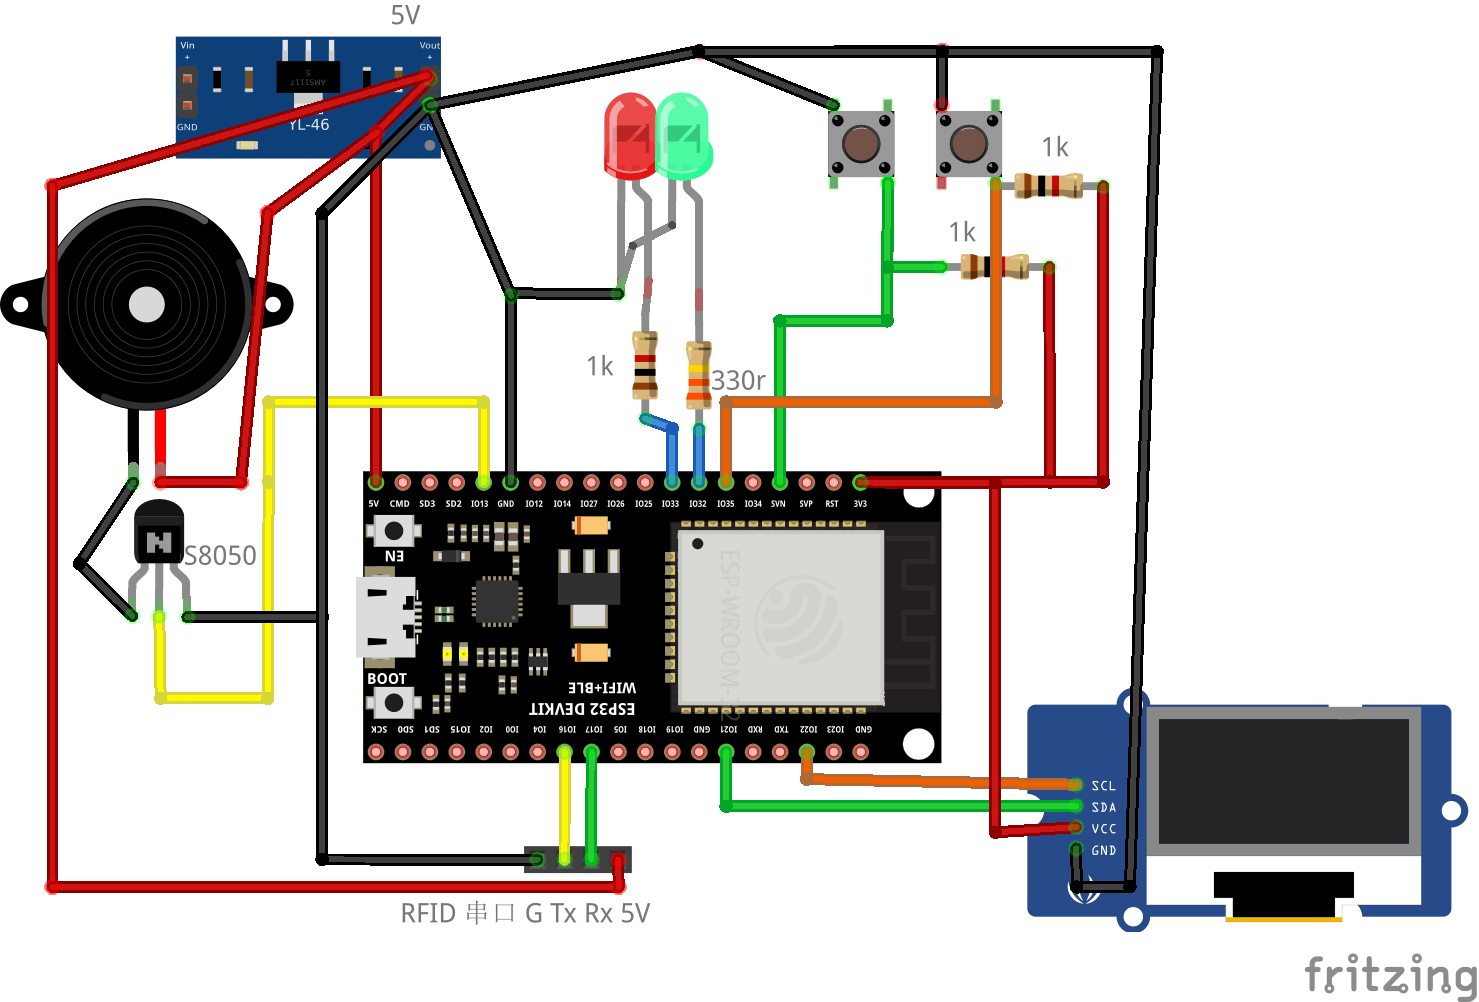 5V
Vin
+
Vout
+
AMS1117
5
GND
YL-46
GN
1k
1k
1k
330r
S8050
5V CMD SD3 SD2 IO13 GND IO12 IO14 IO27 IO26 IO25 IO33 IO32 IO35 IO34 SVN SVP RST 3V3
EN
ESP-WROOM-32
BOOT
WIFI+BLE
ESP32 DEVKIT
SCK SD0 SD1 IO15 IO2 IO0 IO4 IO16 IO17 IO5 IO18 IO19 GND IO21 RXD TXD IO22 IO23 GND
SCL
SDA
VCC
GND
RFID 串口 G Tx Rx 5V
fritzing